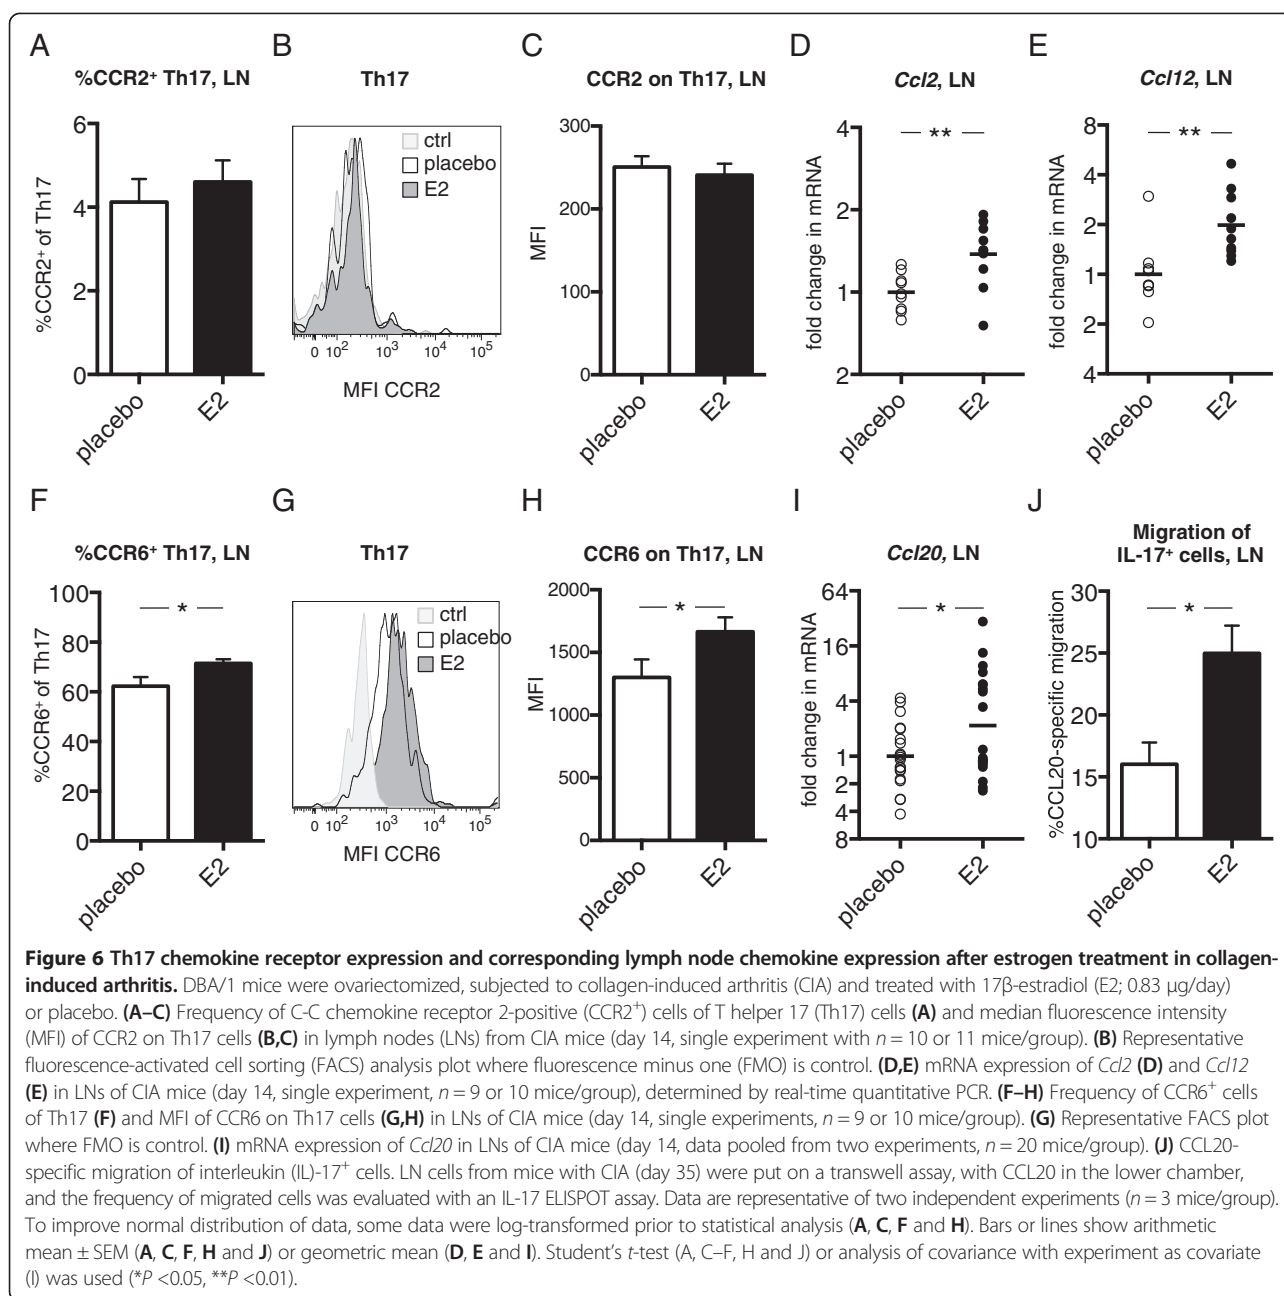 A
B
C
D
E
%CCR2+ Th17, LN
Th17
CCR2 on Th17, LN
Ccl2, LN
Ccl12, LN
%CCR2+ of Th17
6
4
2
0
placebo
E2
ctrl
placebo
E2
0 10² 10³ 10⁴ 10⁵
MFI CCR2
MFI
300
200
100
0
placebo
E2
fold change in mRNA
4
2
1
2
**
placebo
E2
fold change in mRNA
8
4
2
1
2
4
**
placebo
E2
F
G
H
I
J
%CCR6+ Th17, LN
Th17
CCR6 on Th17, LN
Ccl20, LN
Migration of
IL-17+ cells, LN
%CCR6+ of Th17
100
80
60
40
20
0
*
placebo
E2
ctrl
placebo
E2
0 10² 10³ 10⁴ 10⁵
MFI CCR6
MFI
2000
1500
1000
500
0
*
placebo
E2
fold change in mRNA
64
16
4
1
2
4
8
*
placebo
E2
%CCL20-specific migration
30
25
20
15
10
*
placebo
E2
Figure 6 Th17 chemokine receptor expression and corresponding lymph node chemokine expression after estrogen treatment in collagen-
induced arthritis. DBA/1 mice were ovariectomized, subjected to collagen-induced arthritis (CIA) and treated with 17β-estradiol (E2; 0.83 μg/day)
or placebo. (A–C) Frequency of C-C chemokine receptor 2-positive (CCR2+) cells of T helper 17 (Th17) cells (A) and median fluorescence intensity
(MFI) of CCR2 on Th17 cells (B,C) in lymph nodes (LNs) from CIA mice (day 14, single experiment with n = 10 or 11 mice/group). (B) Representative
fluorescence-activated cell sorting (FACS) analysis plot where fluorescence minus one (FMO) is control. (D,E) mRNA expression of Ccl2 (D) and Ccl12
(E) in LNs of CIA mice (day 14, single experiment, n = 9 or 10 mice/group), determined by real-time quantitative PCR. (F–H) Frequency of CCR6+ cells
of Th17 (F) and MFI of CCR6 on Th17 cells (G,H) in LNs of CIA mice (day 14, single experiments, n = 9 or 10 mice/group). (G) Representative FACS plot
where FMO is control. (I) mRNA expression of Ccl20 in LNs of CIA mice (day 14, data pooled from two experiments, n = 20 mice/group). (J) CCL20-
specific migration of interleukin (IL)-17+ cells. LN cells from mice with CIA (day 35) were put on a transwell assay, with CCL20 in the lower chamber,
and the frequency of migrated cells was evaluated with an IL-17 ELISPOT assay. Data are representative of two independent experiments (n = 3 mice/group).
To improve normal distribution of data, some data were log-transformed prior to statistical analysis (A, C, F and H). Bars or lines show arithmetic
mean ± SEM (A, C, F, H and J) or geometric mean (D, E and I). Student's t-test (A, C–F, H and J) or analysis of covariance with experiment as covariate
(I) was used (*P <0.05, **P <0.01).